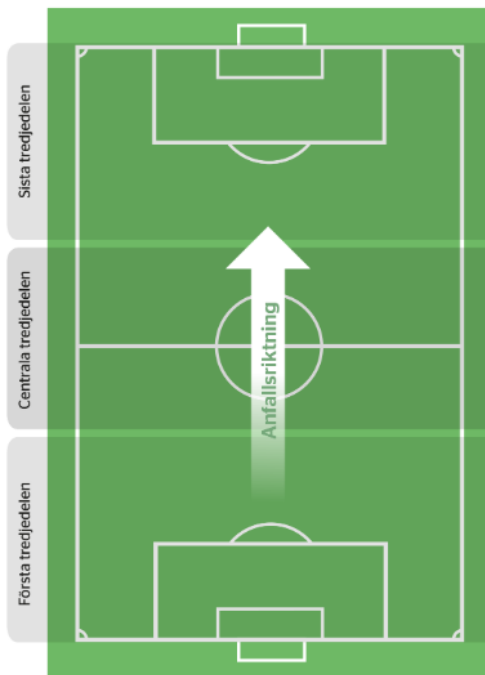 Sista tredjedelen
Centrala tredjedelen
Anfallsriktning
Första tredjedelen